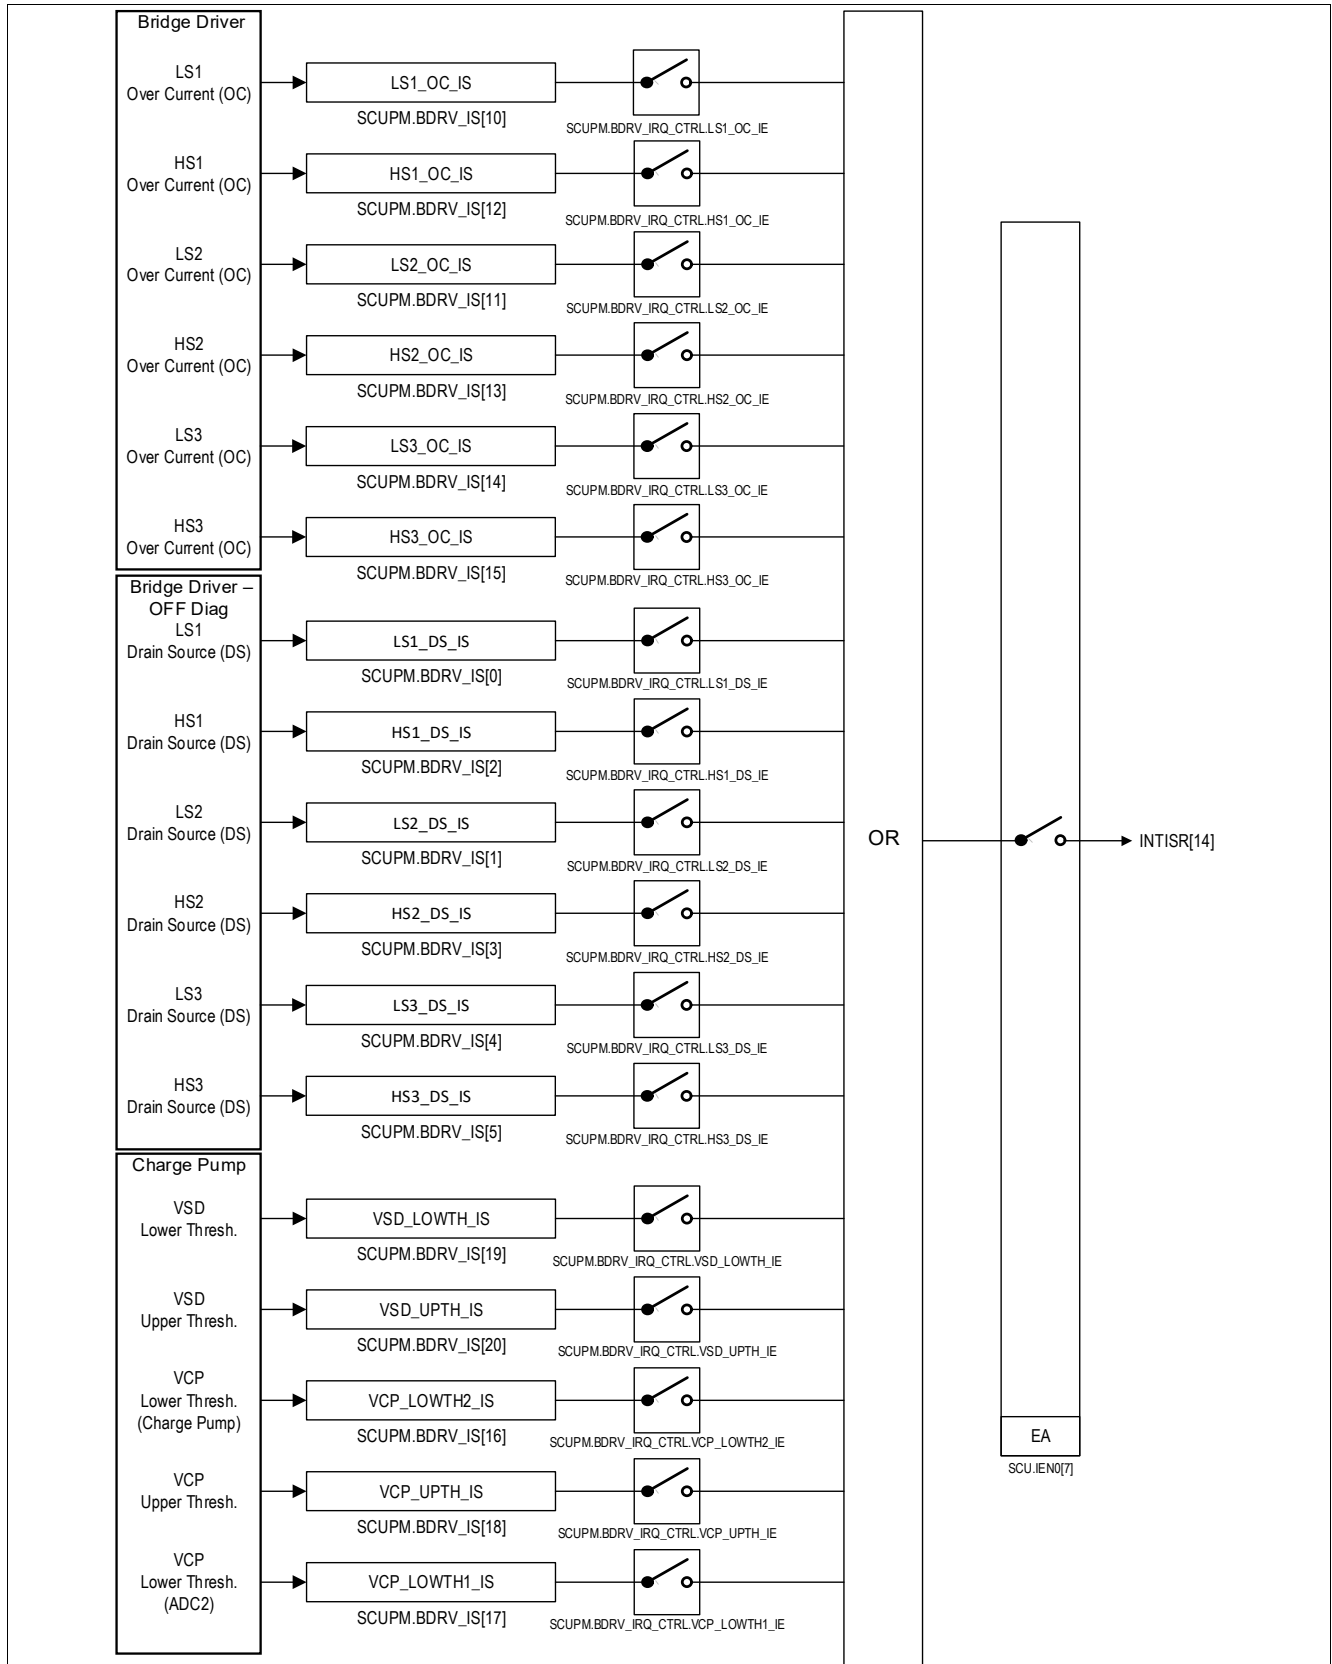 Bridge Driver
LS1
Over Current (OC)
LS1_OC_IS
SCUPM.BDRV_IS[10]
SCUPM.BDRV_IRQ_CTRL.LS1_OC_IE
HS1
Over Current (OC)
HS1_OC_IS
SCUPM.BDRV_IS[12]
SCUPM.BDRV_IRQ_CTRL.HS1_OC_IE
LS2
Over Current (OC)
LS2_OC_IS
SCUPM.BDRV_IS[11]
SCUPM.BDRV_IRQ_CTRL.LS2_OC_IE
HS2
Over Current (OC)
HS2_OC_IS
SCUPM.BDRV_IS[13]
SCUPM.BDRV_IRQ_CTRL.HS2_OC_IE
LS3
Over Current (OC)
LS3_OC_IS
SCUPM.BDRV_IS[14]
SCUPM.BDRV_IRQ_CTRL.LS3_OC_IE
HS3
Over Current (OC)
HS3_OC_IS
SCUPM.BDRV_IS[15]
SCUPM.BDRV_IRQ_CTRL.HS3_OC_IE
Bridge Driver –
OFF Diag
LS1
Drain Source (DS)
LS1_DS_IS
SCUPM.BDRV_IS[0]
SCUPM.BDRV_IRQ_CTRL.LS1_DS_IE
HS1
Drain Source (DS)
HS1_DS_IS
SCUPM.BDRV_IS[2]
SCUPM.BDRV_IRQ_CTRL.HS1_DS_IE
LS2
Drain Source (DS)
LS2_DS_IS
SCUPM.BDRV_IS[1]
SCUPM.BDRV_IRQ_CTRL.LS2_DS_IE
OR
INTISR[14]
HS2
Drain Source (DS)
HS2_DS_IS
SCUPM.BDRV_IS[3]
SCUPM.BDRV_IRQ_CTRL.HS2_DS_IE
LS3
Drain Source (DS)
LS3_DS_IS
SCUPM.BDRV_IS[4]
SCUPM.BDRV_IRQ_CTRL.LS3_DS_IE
HS3
Drain Source (DS)
HS3_DS_IS
SCUPM.BDRV_IS[5]
SCUPM.BDRV_IRQ_CTRL.HS3_DS_IE
Charge Pump
VSD
Lower Thresh.
VSD_LOWTH_IS
SCUPM.BDRV_IS[19]
SCUPM.BDRV_IRQ_CTRL.VSD_LOWTH_IE
VSD
Upper Thresh.
VSD_UPTH_IS
SCUPM.BDRV_IS[20]
SCUPM.BDRV_IRQ_CTRL.VSD_UPTH_IE
VCP
Lower Thresh.
(Charge Pump)
VCP_LOWTH2_IS
SCUPM.BDRV_IS[16]
SCUPM.BDRV_IRQ_CTRL.VCP_LOWTH2_IE
EA
SCU.IEN0[7]
VCP
Upper Thresh.
VCP_UPTH_IS
SCUPM.BDRV_IS[18]
SCUPM.BDRV_IRQ_CTRL.VCP_UPTH_IE
VCP
Lower Thresh.
(ADC2)
VCP_LOWTH1_IS
SCUPM.BDRV_IS[17]
SCUPM.BDRV_IRQ_CTRL.VCP_LOWTH1_IE